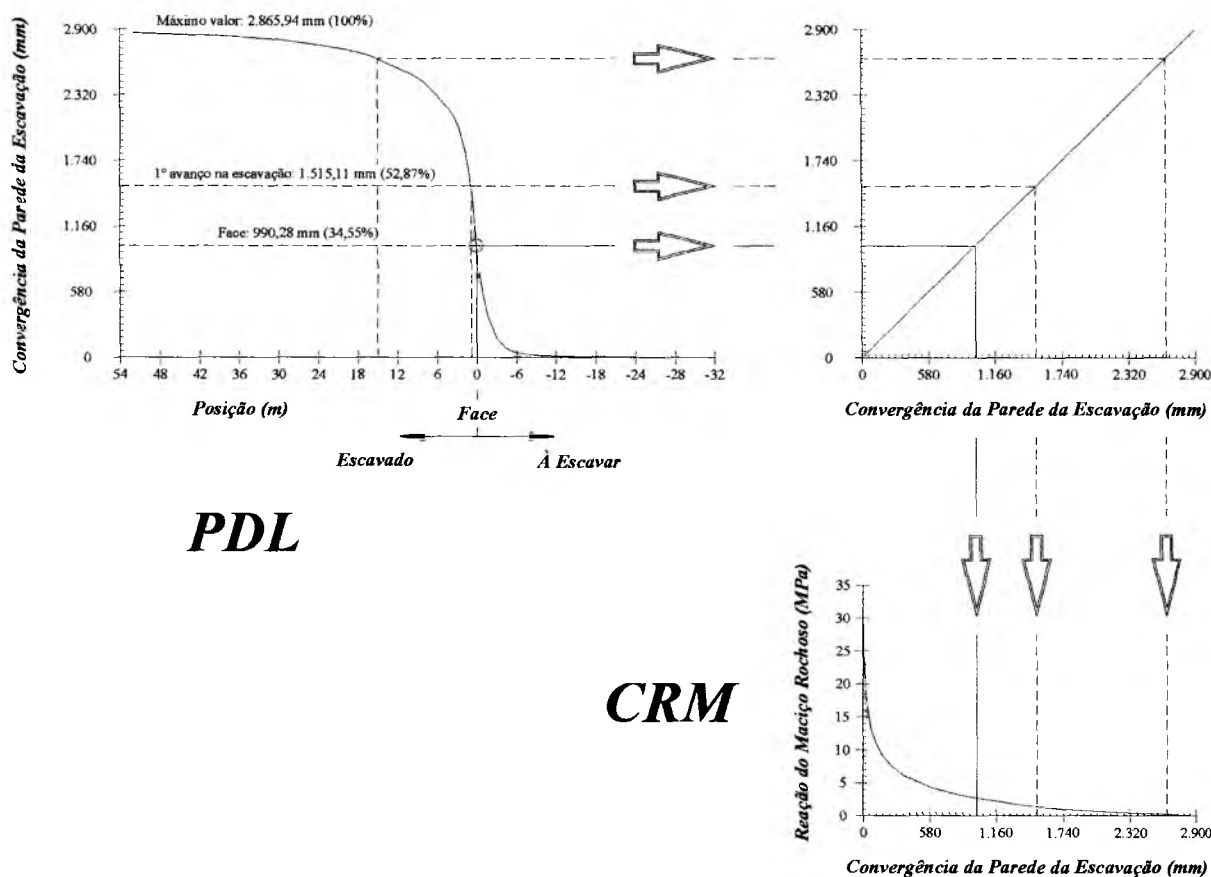 Convergência da Parede da Escavação (mm)
2.900
2.320
1.740
1.160
580
0
Máximo valor: 2.865,94 mm (100%)
1º avanço na escavação: 1.515,11 mm (52,87%)
Face: 990,28 mm (34,55%)
54 48 42 36 30 24 18 12 6 0 -6 -12 -18 -24 -28 -32
Posição (m)
Face
Escavado
À Escavar
PDL
2.900
2.320
1.740
1.160
580
0
0 580 1.160 1.740 2.320 2.900
Convergência da Parede da Escavação (mm)
CRM
Reação do Maciço Rochoso (MPa)
35
30
25
20
15
10
5
0
0 580 1.160 1.740 2.320 2.900
Convergência da Parede da Escavação (mm)